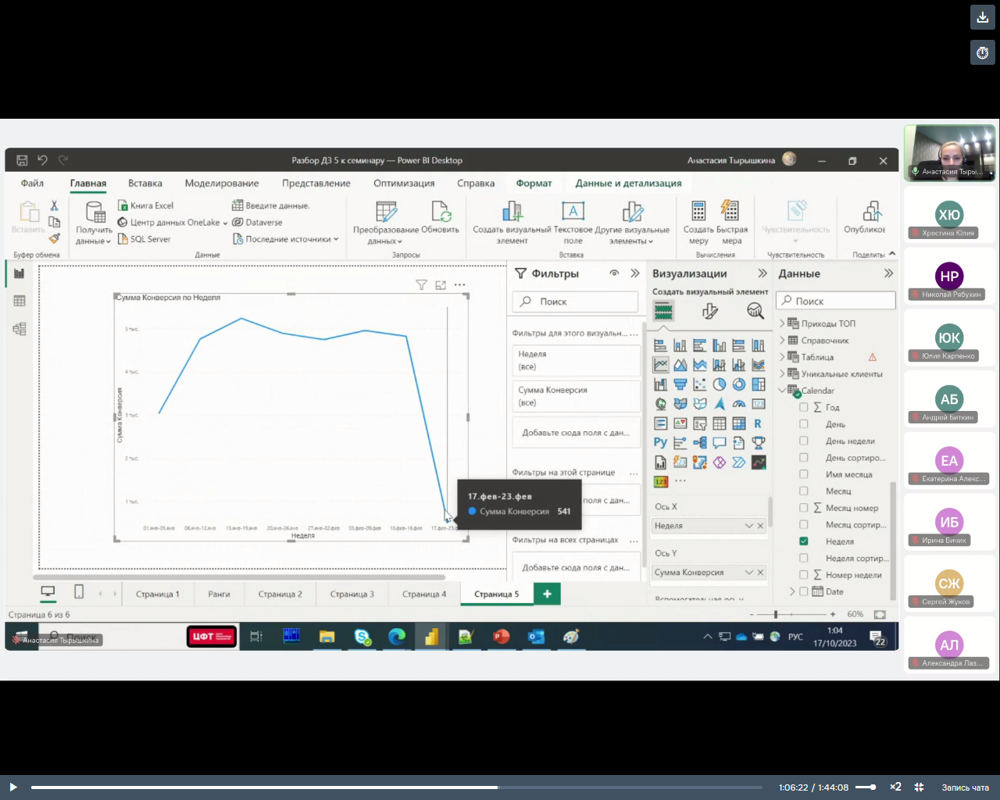 Разбор ДЗ 5 к семинару — Power BI Desktop
Анастасия Тырышкина
Файл
Главная
Вставка
Моделирование
Представление
Оптимизация
Справка
Формат
Данные и детализация
Вставить
Получить данные
Книга Excel
Центр данных OneLake
SQL Server
Введите данные.
Dataverse
Последние источники
Преобразование данных
Обновить
Создать визуальный элемент
Текстовое поле
Другие визуальные элементы
Создать меру
Быстрая мера
Чувствительность
Опубликов
Буфер обмена
Данные
Запросы
Вставка
Вычисления
Чувствительность
Поделиты
Сумма Конверсия по Неделя
5 тыс.
4 тыс.
3 тыс.
2 тыс.
1 тыс.
Сумма Конверсия
01.янв-05.янв
06.янв-12.янв
13.янв-19.янв
20.янв-26.янв
27.янв-02.фев
03.фев-09.фев
10.фев-16.фев
17.фев-23.ф
Неделя
17.фев-23.фев
Сумма Конверсия 541
Фильтры
Поиск
Фильтры для этого визуальн... ...
Неделя
(все)
Сумма Конверсия
(все)
Добавьте сюда поля с дан...
Фильтры на этой странице ...
поля с дан...
Фильтры на всех страницах ...
Добавьте сюда поля с дан...
Визуализации
Создать визуальный элемент
123
R
Py
123
...
Ось X
Неделя
Ось Y
Сумма Конверсия
Вспомогательная ось y
Данные
Поиск
Приходы ТОП
Справочник
Таблица
Уникальные клиенты
Calendar
Год
День
День недели
День сортиро...
Имя месяца
Месяц
Месяц номер
Месяц сортир...
Неделя
Неделя сортир...
Номер недели
Date
Страница 1
Ранги
Страница 2
Страница 3
Страница 4
Страница 5
+
Страница 6 из 6
- + 60%
Поиск
Анастасия Тырышкина
ЦФТ
РУС
1:04
17/10/2023
22
Анастасия Тыры...
ХЮ
Хрестина Юлия
НР
Николай Рябухин
ЮК
Юлия Карпенко
АБ
Андрей Биткин
ЕА
Екатерина Алекс...
ИБ
Ирина Бичик
СЖ
Сергей Жуков
АЛ
Александра Лаз...
1:06:22 / 1:44:08
×2
Запись чата